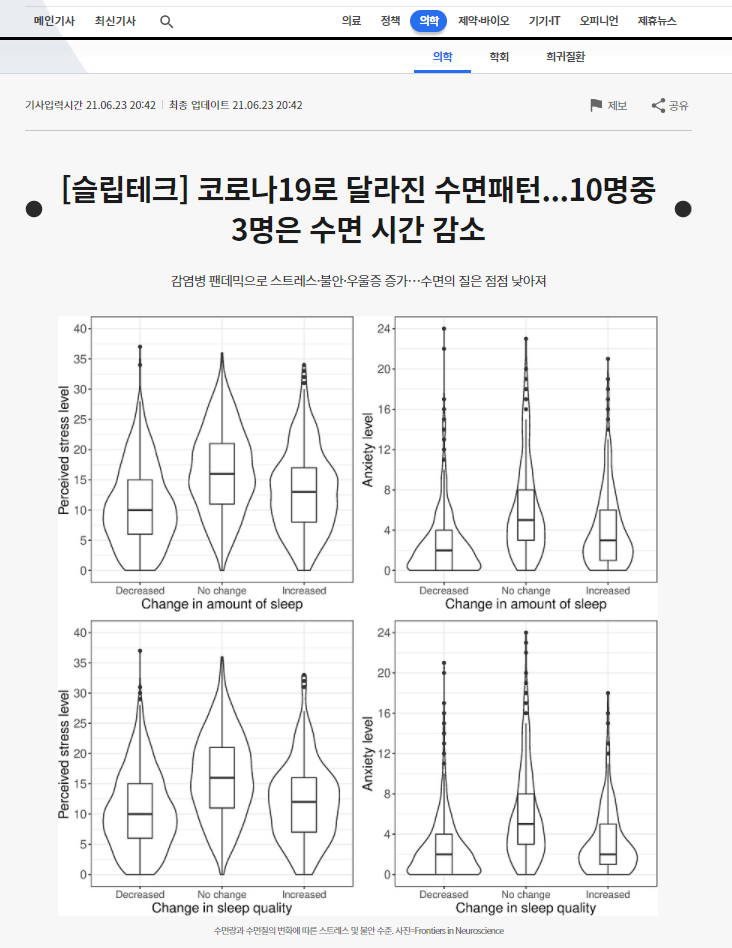 메인기사 최신기사 의료 정책 의학 제약·바이오 기기·IT 오피니언 제휴뉴스
의학 학회 희귀질환
기사입력시간 21.06.23 20:42 | 최종 업데이트 21.06.23 20:42 제보 공유
[슬립테크] 코로나19로 달라진 수면패턴...10명중
3명은 수면 시간 감소
감염병 팬데믹으로 스트레스·불안·우울증 증가…수면의 질은 점점 낮아져
Perceived stress level
40
35
30
25
20
15
10
5
0
Decreased No change Increased
Change in amount of sleep
Anxiety level
24
20
16
12
8
4
0
Decreased No change Increased
Change in amount of sleep
Perceived stress level
40
35
30
25
20
15
10
5
0
Decreased No change Increased
Change in sleep quality
Anxiety level
24
20
16
12
8
4
0
Decreased No change Increased
Change in sleep quality
수면량과 수면질의 변화에 따른 스트레스 및 불안 수준. 사진=Frontiers in Neuroscience